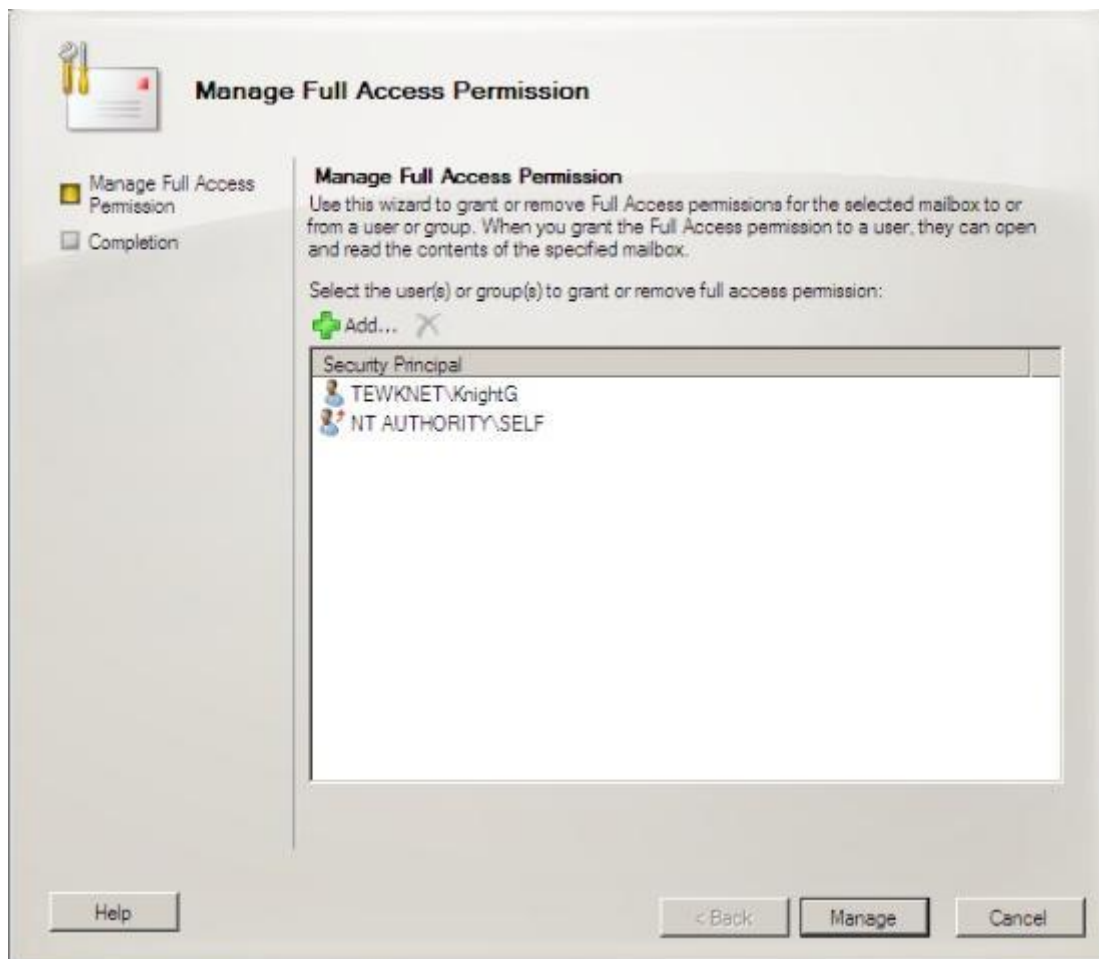 Manage Full Access Permission
Manage Full Access
Permission
Completion
Manage Full Access Permission
Use this wizard to grant or remove Full Access permissions for the selected mailbox to or
from a user or group. When you grant the Full Access permission to a user, they can open
and read the contents of the specified mailbox.
Select the user(s) or group(s) to grant or remove full access permission:
Add...
Security Principal
TEWKNET\KnightG
NT AUTHORITY\SELF
Help
< Back
Manage
Cancel